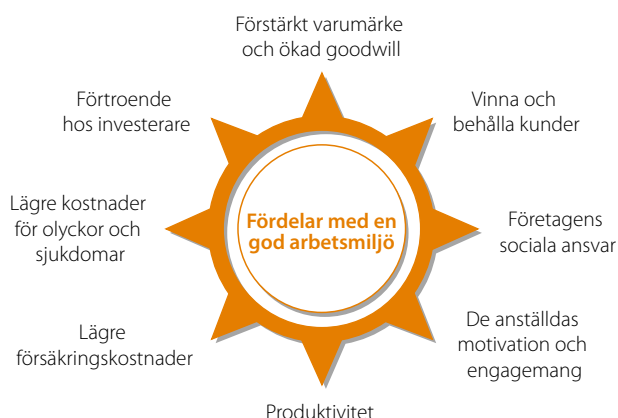 Förstärkt varumärke
och ökad goodwill
Vinna och
behålla kunder
Företagens
sociala ansvar
De anställdas
motivation och
engagemang
Produktivitet
Lägre
försäkringskostnader
Lägre kostnader
för olyckor och
sjukdomar
Förtroende
hos investerare
Fördelar med en
god arbetsmiljö